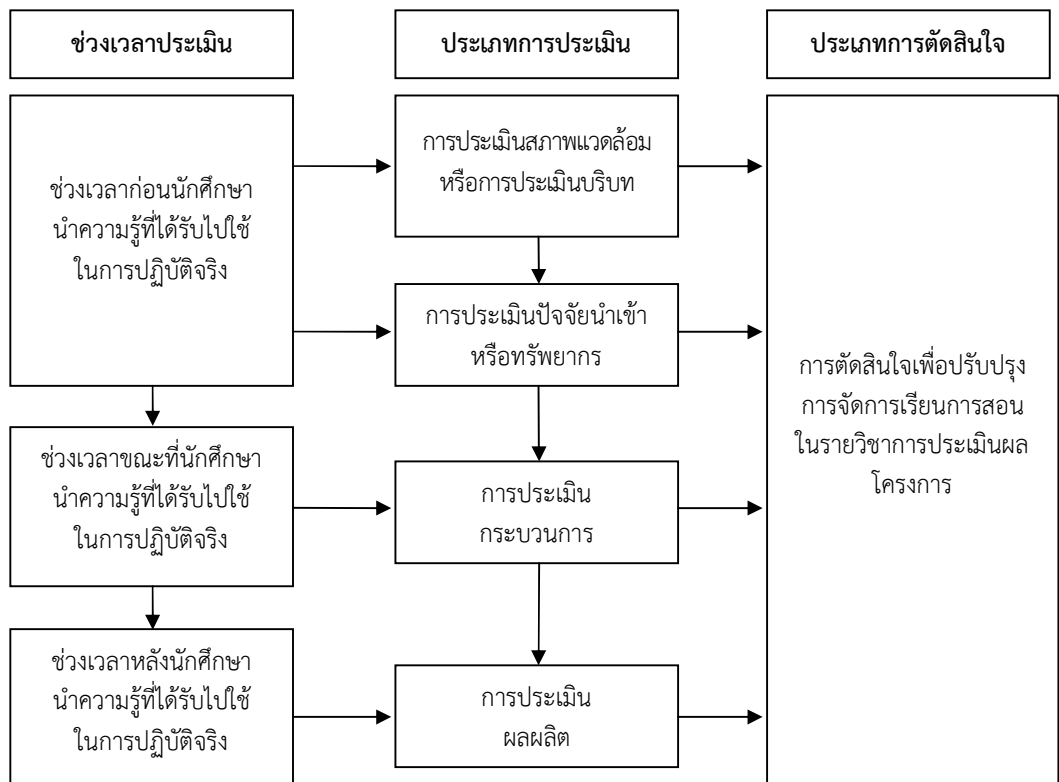 ช่วงเวลาประเมิน
ประเภทการประเมิน
ประเภทการตัดสินใจ
ช่วงเวลาก่อนนักศึกษา
นำความรู้ที่ได้รับไปใช้
ในการปฏิบัติจริง
การประเมินสภาพแวดล้อม
หรือการประเมินบริบท
การประเมินปัจจัยนำเข้า
หรือทรัพยากร
ช่วงเวลาขณะที่นักศึกษา
นำความรู้ที่ได้รับไปใช้
ในการปฏิบัติจริง
การประเมิน
กระบวนการ
ช่วงเวลาหลังนักศึกษา
นำความรู้ที่ได้รับไปใช้
ในการปฏิบัติจริง
การประเมิน
ผลผลิต
การตัดสินใจเพื่อปรับปรุง
การจัดการเรียนการสอน
ในรายวิชาการประเมินผล
โครงการ